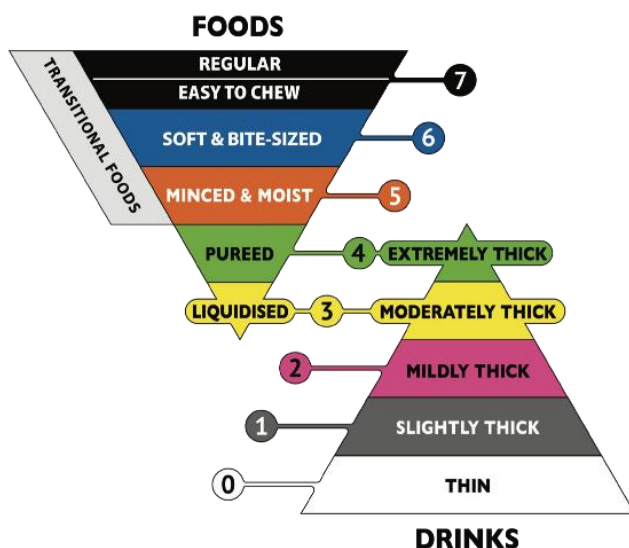 FOODS
REGULAR
EASY TO CHEW
7
TRANSITIONAL FOODS
SOFT & BITE-SIZED
6
MINCED & MOIST
5
PUREED
4
EXTREMELY THICK
LIQUIDISED
3
MODERATELY THICK
2
MILDLY THICK
1
SLIGHTLY THICK
0
THIN
DRINKS